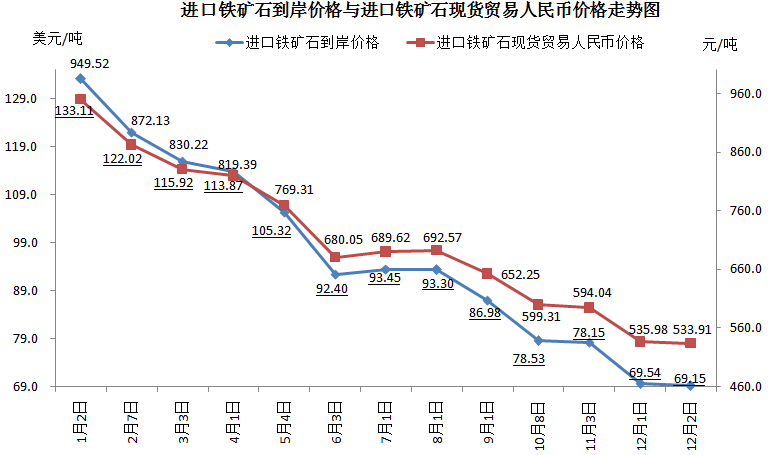 进口铁矿石到岸价格与进口铁矿石现货贸易人民币价格走势图
美元/吨
进口铁矿石到岸价格
进口铁矿石现货贸易人民币价格
元/吨
949.52
872.13
830.22
819.39
769.31
680.05
689.62
692.57
652.25
599.31
594.04
535.98
533.91
133.11
122.02
115.92
113.87
105.32
92.40
93.45
93.30
86.98
78.53
78.15
69.54
69.15
129.0
119.0
109.0
99.0
89.0
79.0
69.0
960.0
860.0
760.0
660.0
560.0
460.0
1月2日
2月7日
3月3日
4月1日
5月4日
6月3日
7月1日
8月1日
9月1日
10月8日
11月3日
12月1日
12月2日